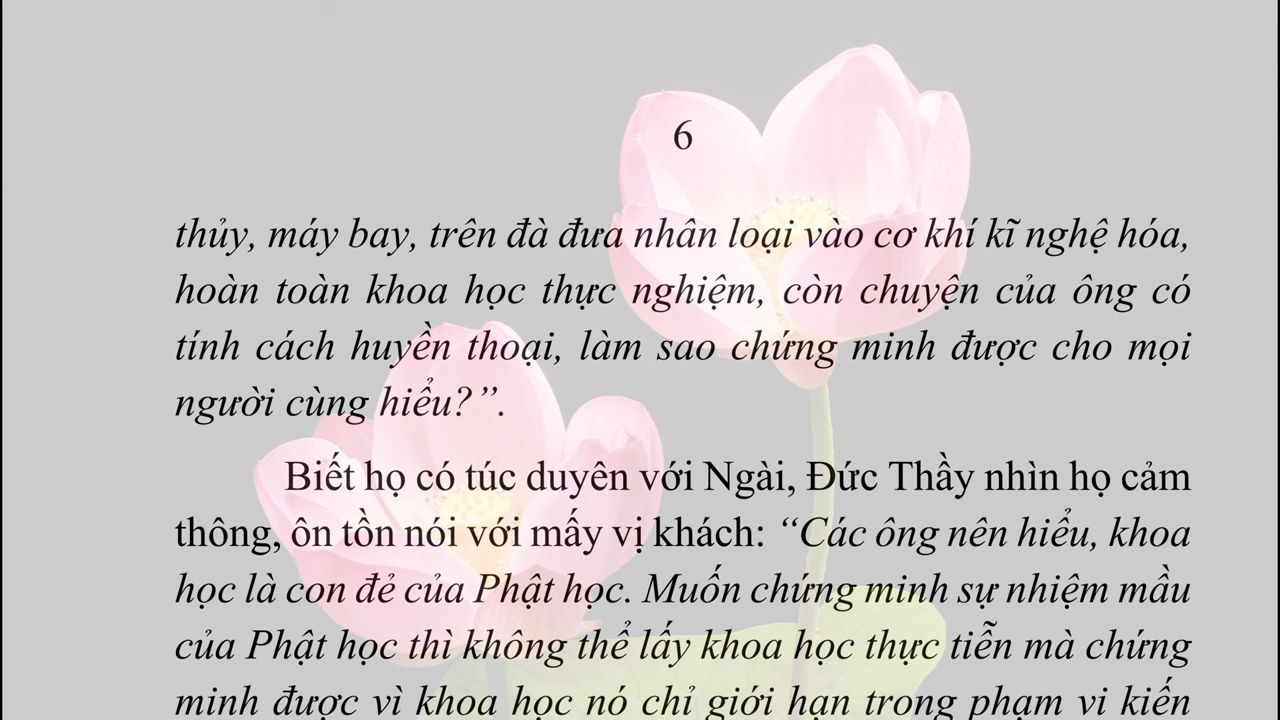 6
thủy, máy bay, trên đà đưa nhân loại vào cơ khí kĩ nghệ hóa,
hoàn toàn khoa học thực nghiệm, còn chuyện của ông có
tính cách huyền thoại, làm sao chứng minh được cho mọi
người cùng hiểu?”.
Biết họ có túc duyên với Ngài, Đức Thầy nhìn họ cảm
thông, ôn tồn nói với mấy vị khách: “Các ông nên hiểu, khoa
học là con đẻ của Phật học. Muốn chứng minh sự nhiệm mầu
của Phật học thì không thể lấy khoa học thực tiễn mà chứng
minh được vì khoa học nó chỉ giới hạn trong phạm vi kiến